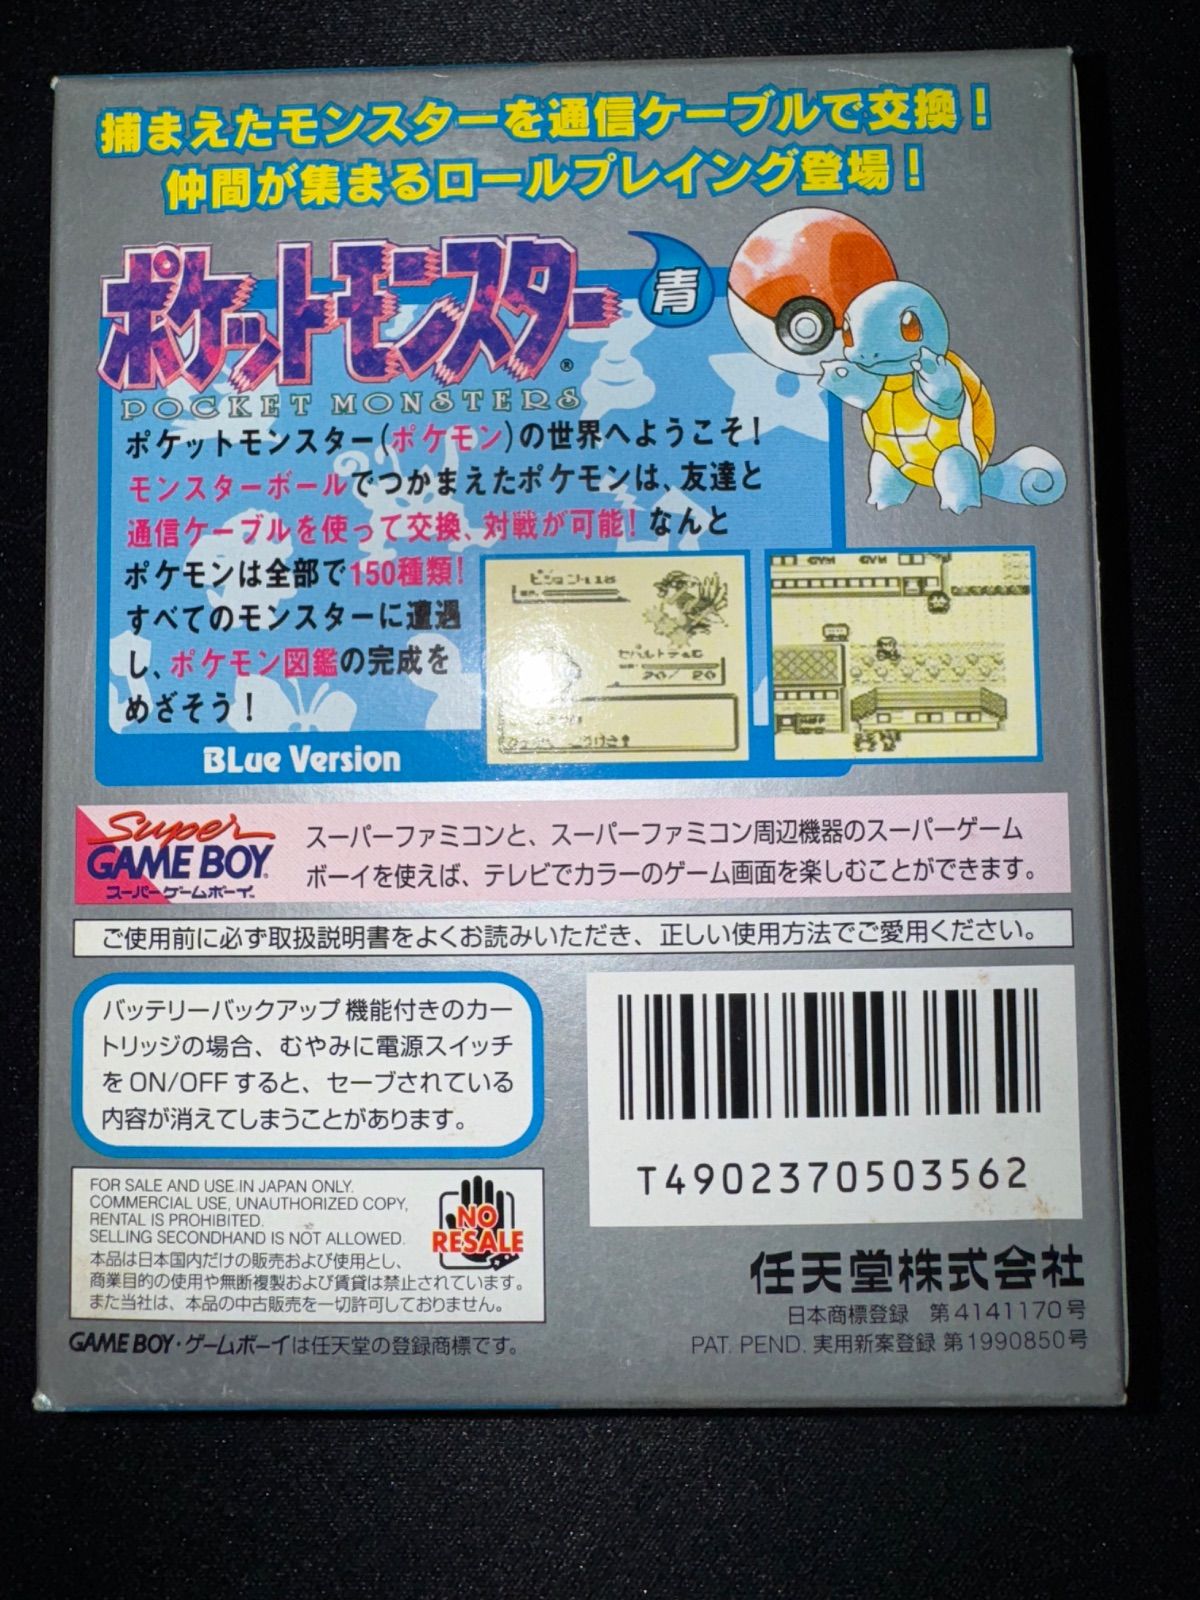 捕まえたモンスターを通信ケーブルで交換！
仲間が集まるロールプレイング登場！
ポケットモンスター®
青
POCKET MONSTERS
ポケットモンスター(ポケモン)の世界へようこそ！
モンスターボールでつかまえたポケモンは、友達と
通信ケーブルを使って交換、対戦が可能！なんと
ポケモンは全部で150種類！
すべてのモンスターに遭遇
し、ポケモン図鑑の完成を
めざそう！
20/ 20
GYM
BLue Version
Super
GAME BOY®
スーパーゲームボーイ™
スーパーファミコンと、スーパーファミコン周辺機器のスーパーゲーム
ボーイを使えば、テレビでカラーのゲーム画面を楽しむことができます。
ご使用前に必ず取扱説明書をよくお読みいただき、正しい使用方法でご愛用ください。
バッテリーバックアップ機能付きのカー
トリッジの場合、むやみに電源スイッチ
をON/OFFすると、セーブされている
内容が消えてしまうことがあります。
T4902370503562
FOR SALE AND USE IN JAPAN ONLY.
COMMERCIAL USE, UNAUTHORIZED COPY,
RENTAL IS PROHIBITED.
SELLING SECONDHAND IS NOT ALLOWED.
本品は日本国内だけの販売および使用とし、
商業目的の使用や無断複製および賃貸は禁止されています。
また当社は、本品の中古販売を一切許可しておりません。
NO
RESALE
GAME BOY・ゲームボーイは任天堂の登録商標です。
任天堂株式会社
日本商標登録 第4141170号
PAT. PEND. 実用新案登録 第1990850号